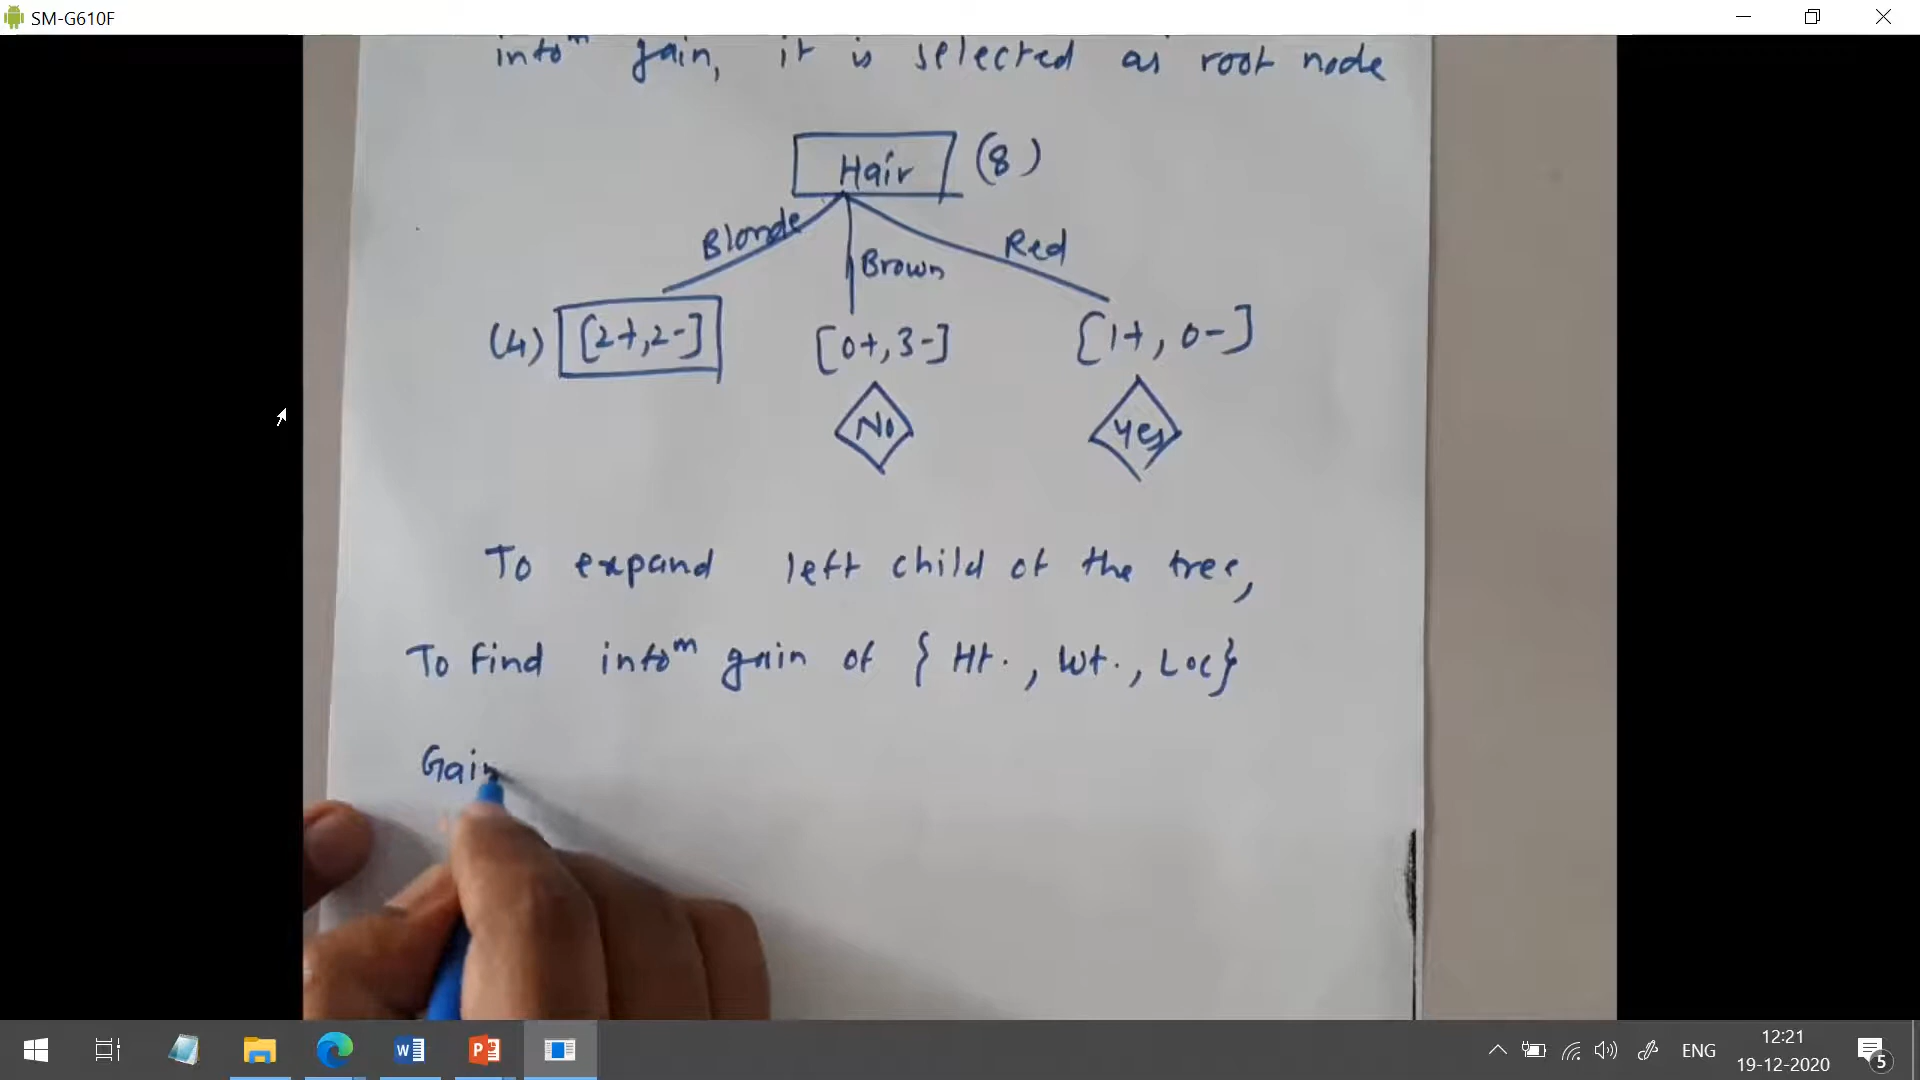 SM-G610F
infoᵐ gain, it is selected as root node
Hair (8)
Blonde
Brown
Red
(4) [2+,2-]
[0+,3-]
[1+, 0-]
No
Yes
To expand left child of the tree,
To find infoᵐ gain of {Ht., Wt., Loc}
Gain
ENG
12:21
19-12-2020
5